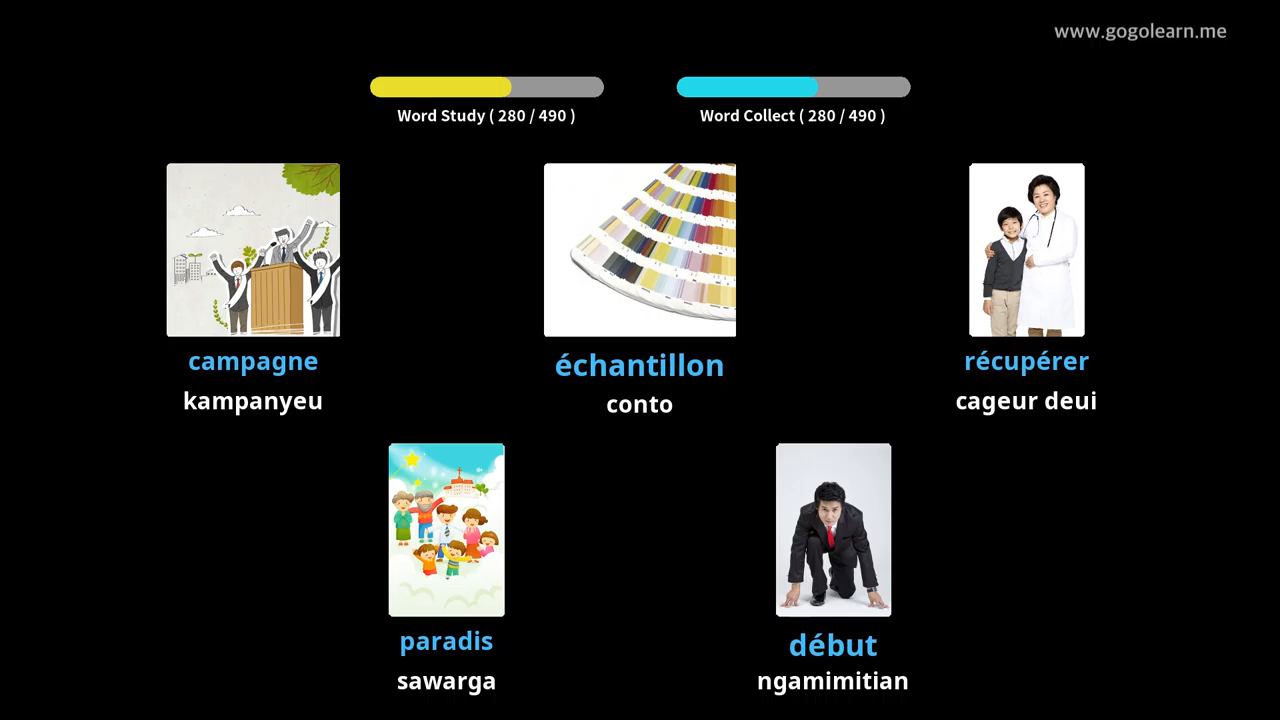 www.gogolearn.me
Word Study ( 280 / 490 )
Word Collect ( 280 / 490 )
campagne
kampanyeu
échantillon
conto
récupérer
cageur deui
paradis
sawarga
début
ngamimitian